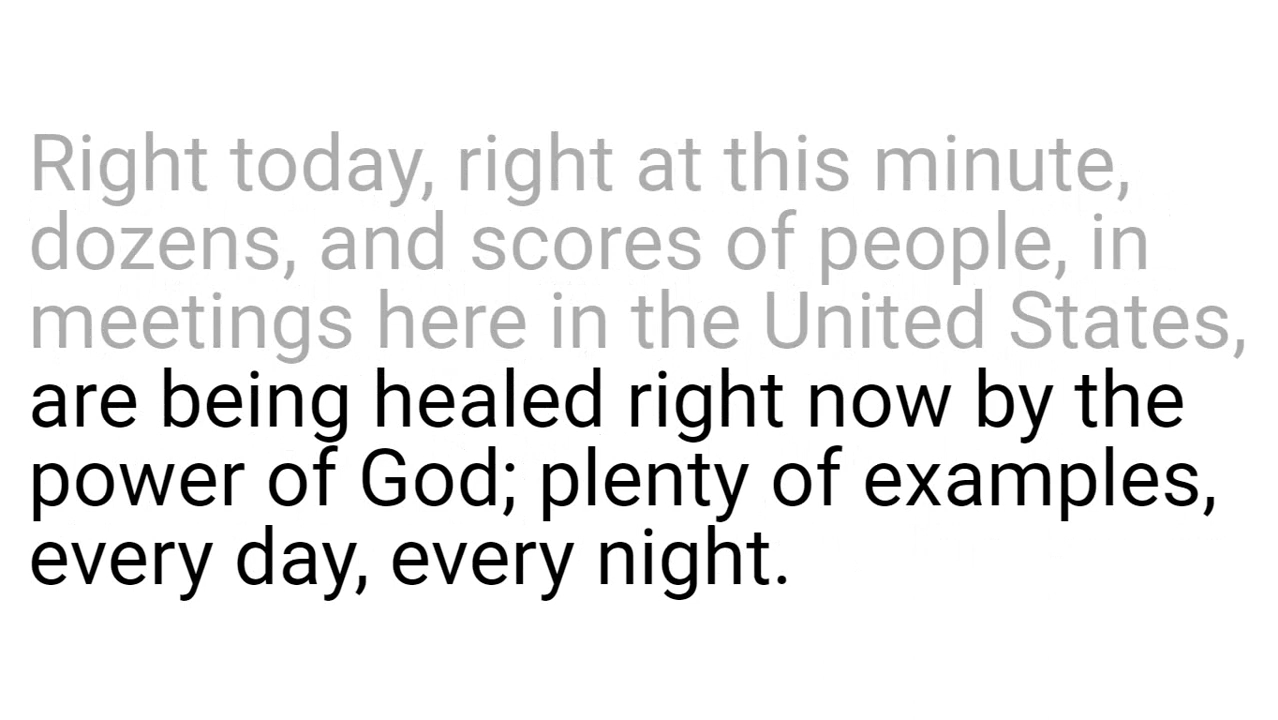 Right today, right at this minute,
dozens, and scores of people, in
meetings here in the United States,
are being healed right now by the
power of God; plenty of examples,
every day, every night.